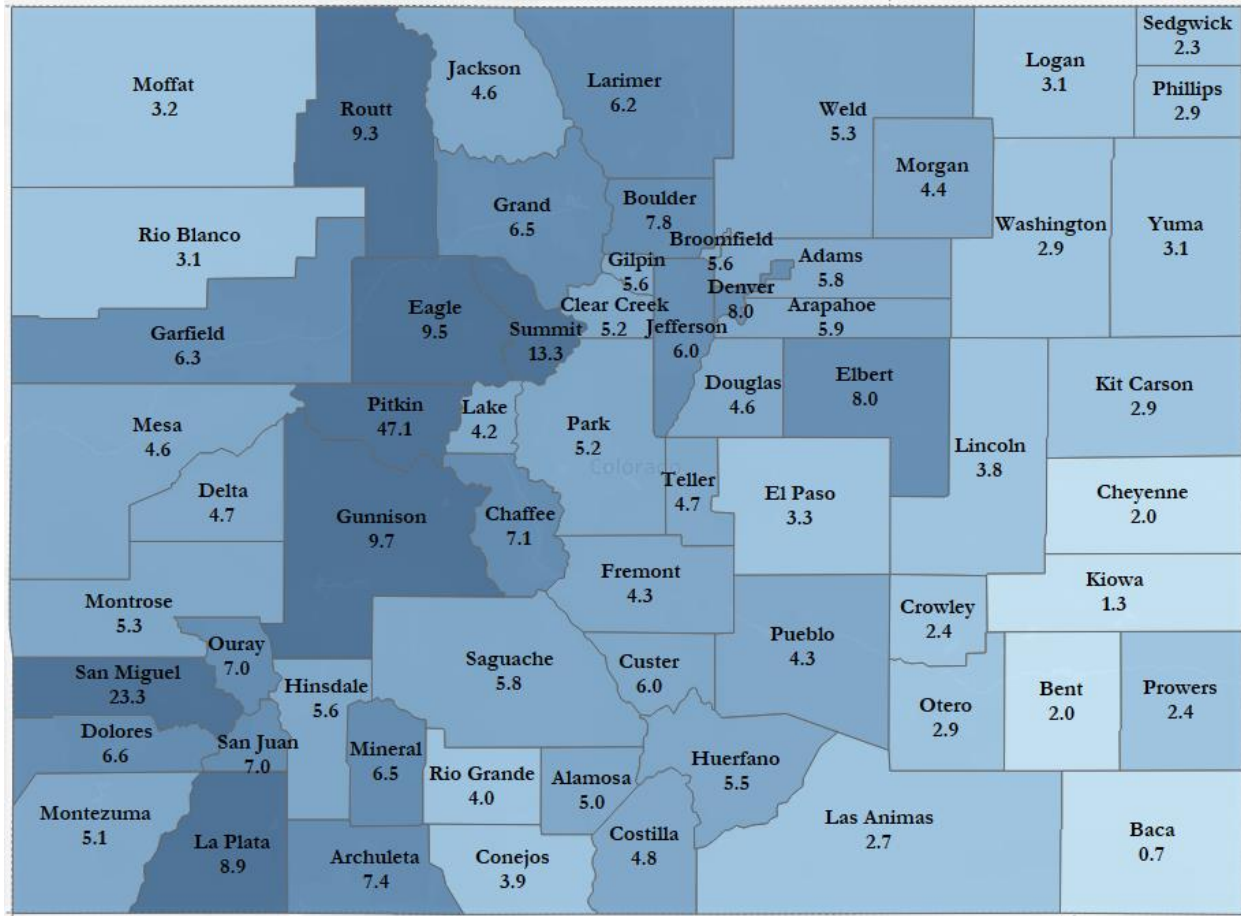 Sedgwick
2.3
Logan
3.1
Moffat
3.2
Jackson
4.6
Larimer
6.2
Phillips
2.9
Routt
9.3
Weld
5.3
Morgan
4.4
Grand
6.5
Boulder
7.8
Washington
2.9
Yuma
3.1
Rio Blanco
3.1
Broomfield
5.6
Gilpin
5.6
Adams
5.8
Denver
8.0
Clear Creek
5.2
Arapahoe
5.9
Eagle
9.5
Summit
13.3
Jefferson
6.0
Garfield
6.3
Douglas
4.6
Elbert
8.0
Kit Carson
2.9
Pitkin
47.1
Lake
4.2
Mesa
4.6
Park
5.2
Colorado
Lincoln
3.8
Delta
4.7
Teller
4.7
El Paso
3.3
Cheyenne
2.0
Gunnison
9.7
Chaffee
7.1
Fremont
4.3
Kiowa
1.3
Montrose
5.3
Crowley
2.4
Ouray
7.0
Pueblo
4.3
Saguache
5.8
Custer
6.0
San Miguel
23.3
Hinsdale
5.6
Bent
2.0
Prowers
2.4
Otero
2.9
Dolores
6.6
San Juan
7.0
Mineral
6.5
Rio Grande
4.0
Alamosa
5.0
Huerfano
5.5
Montezuma
5.1
Las Animas
2.7
Costilla
4.8
Baca
0.7
La Plata
8.9
Archuleta
7.4
Conejos
3.9